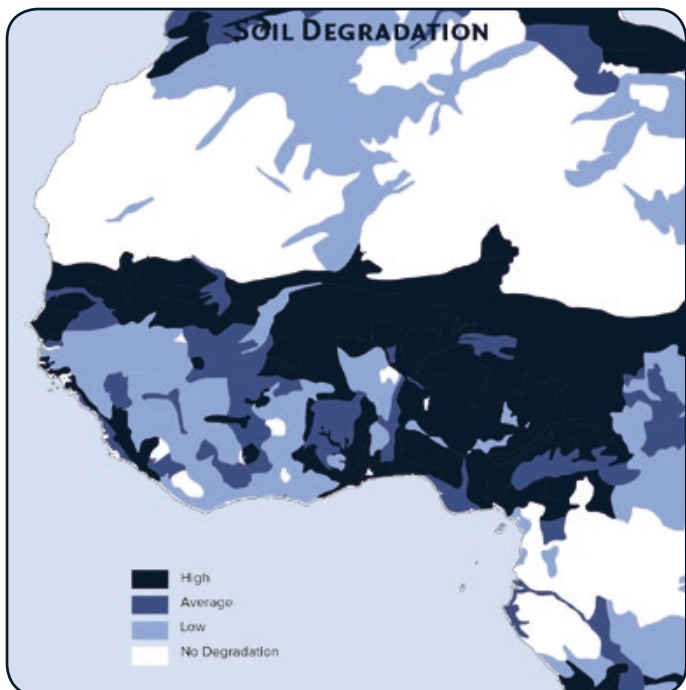 SOIL DEGRADATION
High
Average
Low
No Degradation